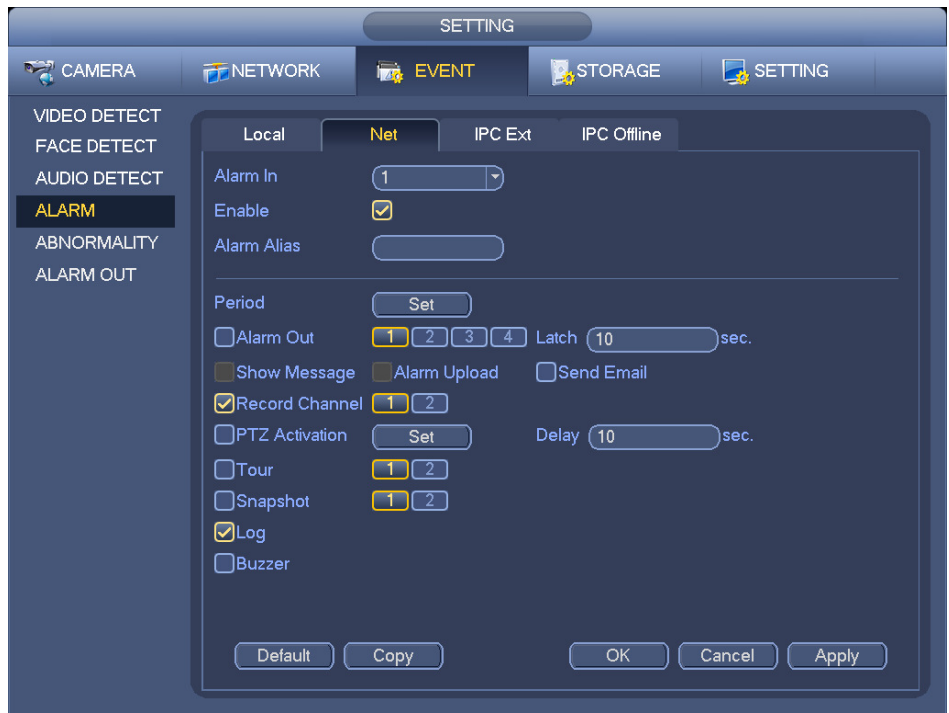 SETTING
CAMERA NETWORK EVENT STORAGE SETTING
VIDEO DETECT
FACE DETECT
AUDIO DETECT
ALARM
ABNORMALITY
ALARM OUT
Local Net IPC Ext IPC Offline
Alarm In 1
Enable
Alarm Alias
Period Set
Alarm Out 1 2 3 4 Latch 10 sec.
Show Message Alarm Upload Send Email
Record Channel 1 2
PTZ Activation Set Delay 10 sec.
Tour 1 2
Snapshot 1 2
Log
Buzzer
Default Copy OK Cancel Apply